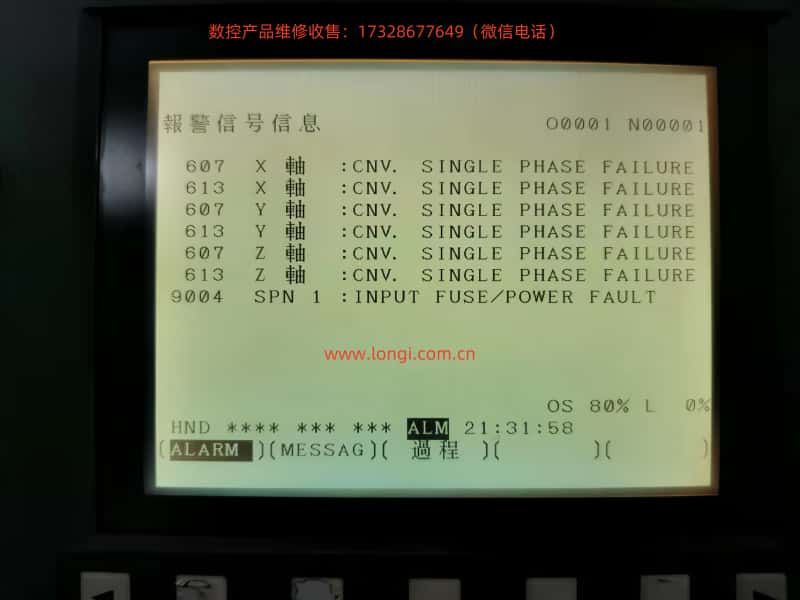 数控产品维修收售：17328677649（微信电话）
報警信号信息 O0001 N00001
607 X 軸 :CNV. SINGLE PHASE FAILURE
613 X 軸 :CNV. SINGLE PHASE FAILURE
607 Y 軸 :CNV. SINGLE PHASE FAILURE
613 Y 軸 :CNV. SINGLE PHASE FAILURE
607 Z 軸 :CNV. SINGLE PHASE FAILURE
613 Z 軸 :CNV. SINGLE PHASE FAILURE
9004 SPN 1 :INPUT FUSE/POWER FAULT
www.longi.com.cn
OS 80% L 0%
HND **** *** *** ALM 21:31:58
(ALARM )(MESSAG)( 過程 )( )( )